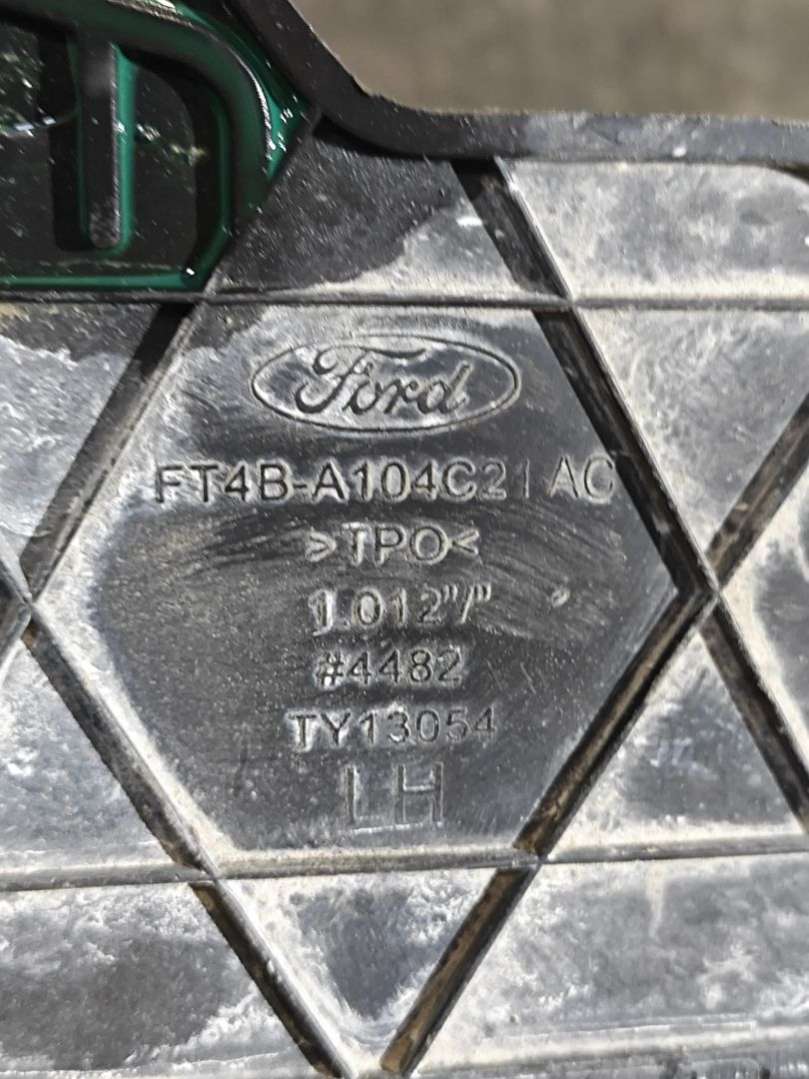 Ford
FT4B-A104C21 AC
>TPO<
1.012"/"
#4482
TY13054
LH